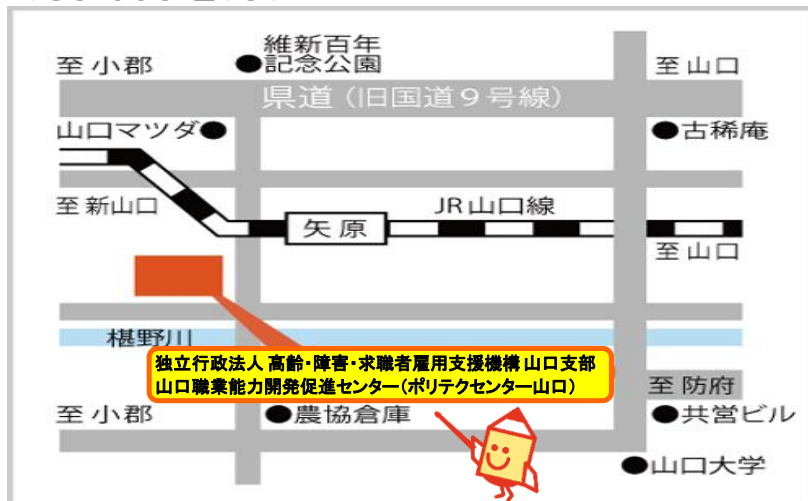 維新百年
至 小郡
●記念公園
至 山口
県道（旧国道９号線）
山口マツダ●
●古稀庵
至 新山口
JR 山口線
矢 原
至 山口
椹野川
独立行政法人 高齢・障害・求職者雇用支援機構 山口支部
山口職業能力開発促進センター（ポリテクセンター山口）
至 防府
至 小郡
●農協倉庫
●共営ビル
●山口大学